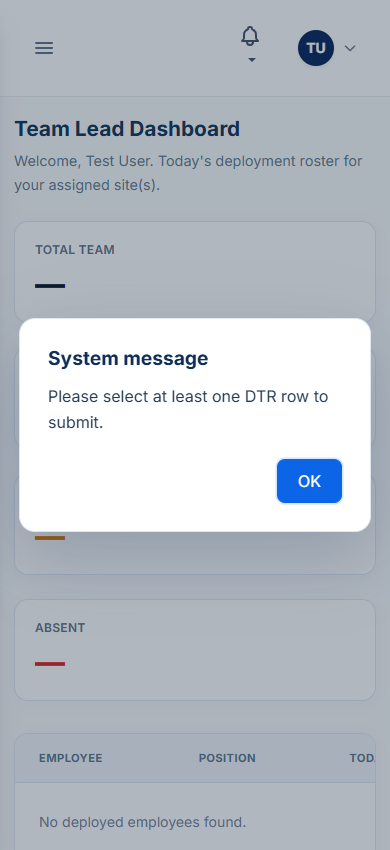 TU
Team Lead Dashboard
Welcome, Test User. Today's deployment roster for
your assigned site(s).
TOTAL TEAM
System message
Please select at least one DTR row to
submit.
OK
ABSENT
EMPLOYEE POSITION TOD
No deployed employees found.